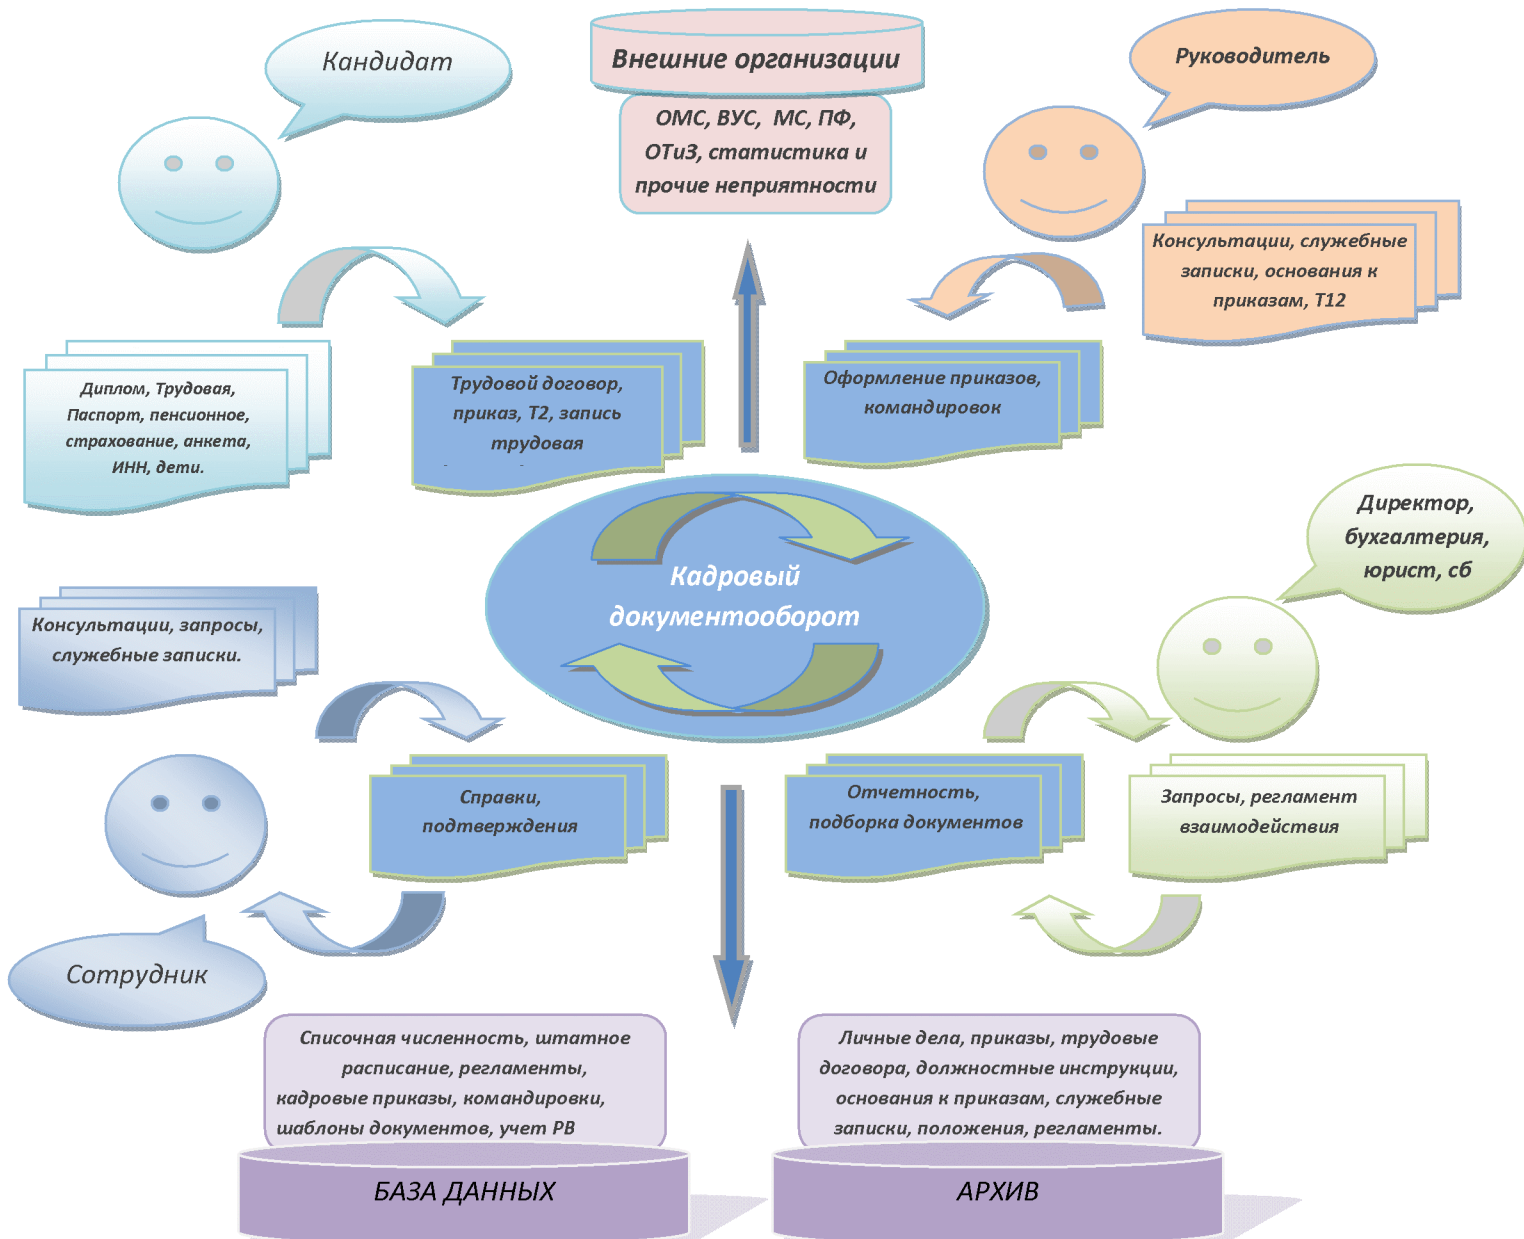 Кандидат
Внешние организации
ОМС, ВУС,  МС, ПФ,
ОТиЗ, статистика и
прочие неприятности
Руководитель
Консультации, служебные
записки, основания к
приказам, Т12
Диплом, Трудовая,
Паспорт, пенсионное,
страхование, анкета,
ИНН, дети.
Трудовой договор,
приказ, Т2, запись
трудовая
Оформление приказов,
командировок
Директор,
бухгалтерия,
юрист, сб
Кадровый
документооборот
Консультации, запросы,
служебные записки.
Справки,
подтверждения
Отчетность,
подборка документов
Запросы, регламент
взаимодействия
Сотрудник
Списочная численность, штатное
расписание, регламенты,
кадровые приказы, командировки,
шаблоны документов, учет РВ
БАЗА ДАННЫХ
Личные дела, приказы, трудовые
договора, должностные инструкции,
основания к приказам, служебные
записки, положения, регламенты.
АРХИВ